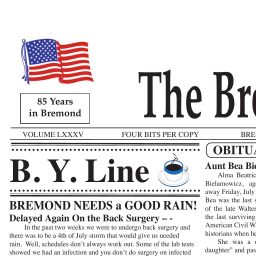 The Bre
85 Years
in Bremond
VOLUME LXXXV
FOUR BITS PER COPY
BRE
B. Y. Line
BREMOND NEEDS a GOOD RAIN!
Delayed Again On the Back Surgery – -
In the past two weeks we were to undergo back surgery and
there was to be a 4th of July storm that would give us needed
rain. Well, schedules don't always work out. Some of the lab tests
showed we had an infection and you don't do surgery on infected
OBITUA
Aunt Bea Bie
Alma Beatric
Bielamowicz, age
away Friday, July
Bea was the last s
of the late Walter
the last surviving
American Civil War
historians when he
She was a d
daughter" and pas